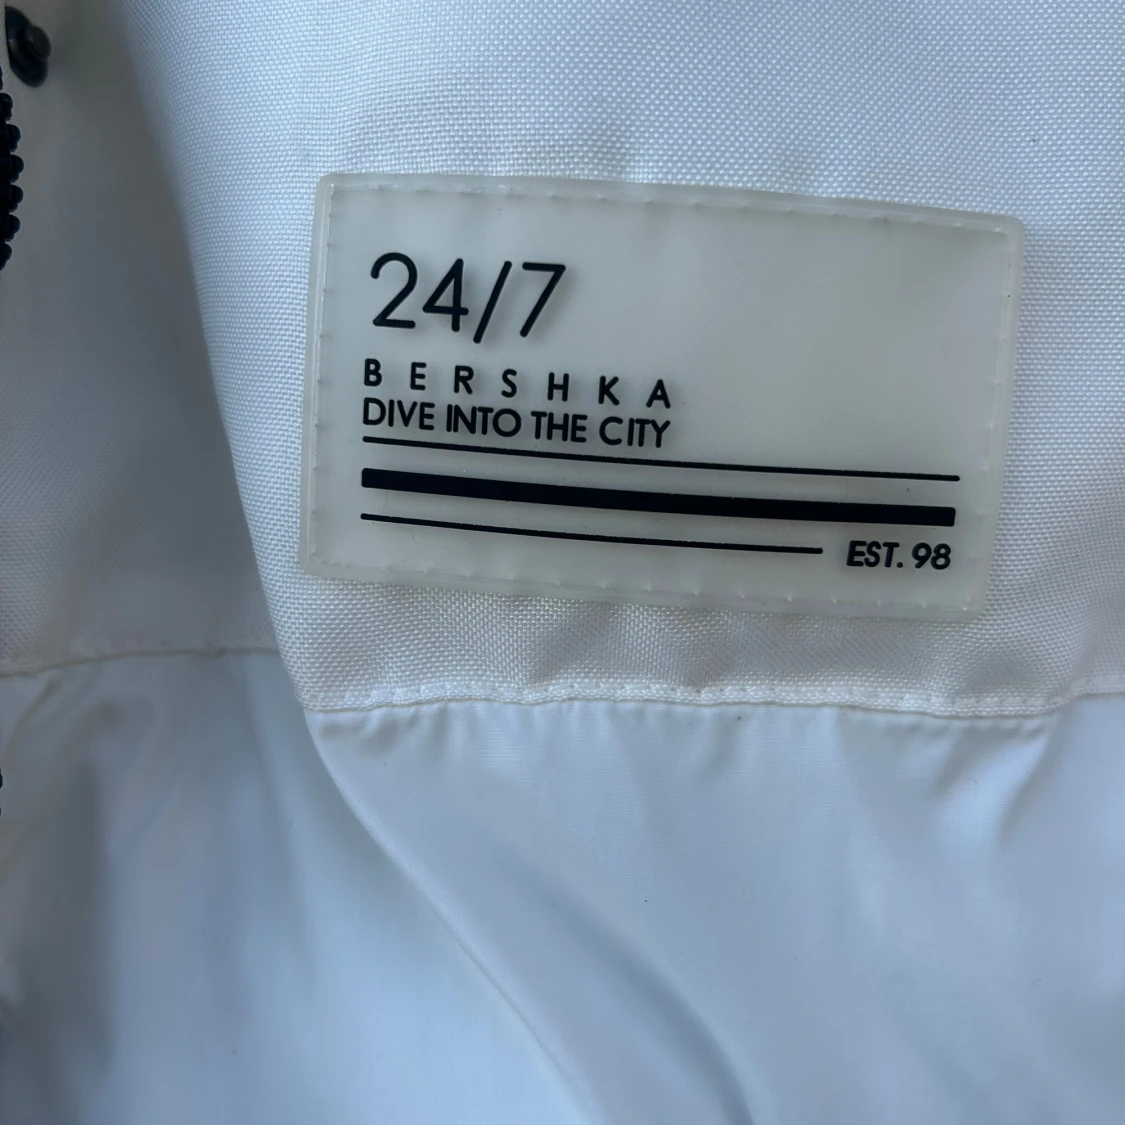 24/7
BERSHKA
DIVE INTO THE CITY
EST. 98